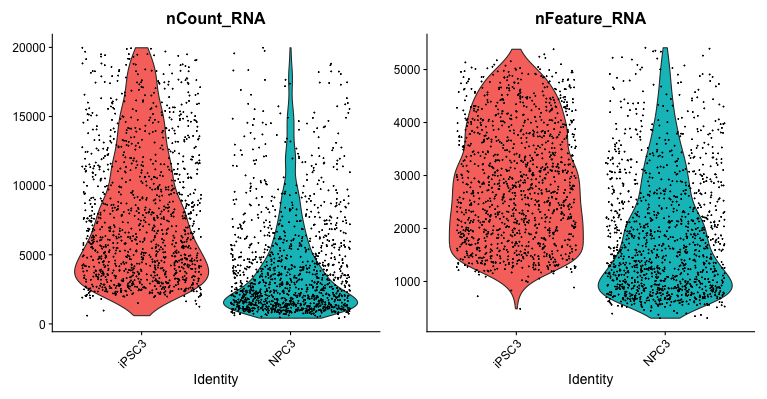 nCount_RNA
20000
15000
10000
5000
0
iPSC3
NPC3
Identity
nFeature_RNA
5000
4000
3000
2000
1000
iPSC3
NPC3
Identity